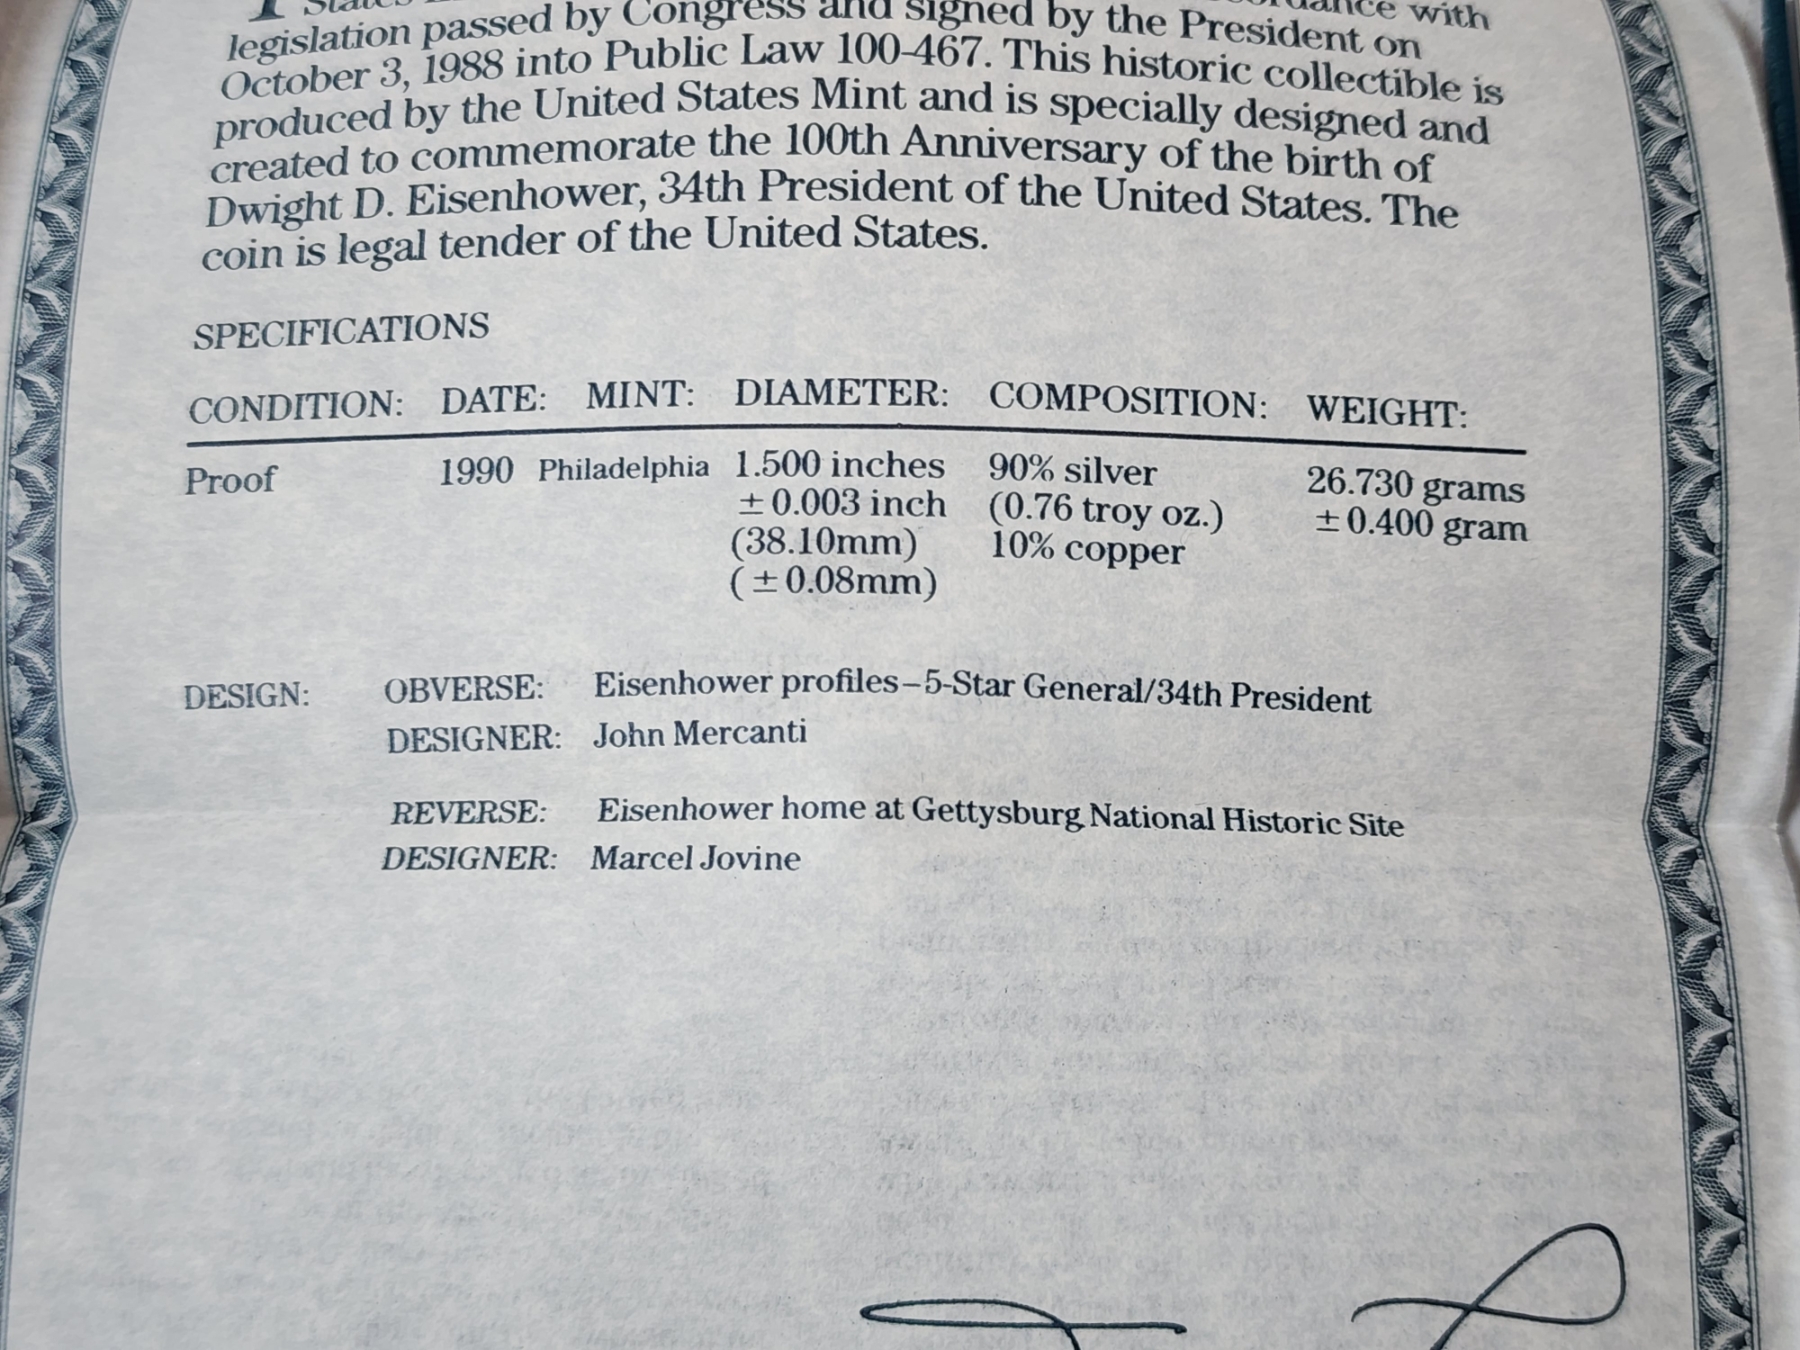 States
legislation passed by Congress and signed by the President on
October 3, 1988 into Public Law 100-467. This historic collectible is
produced by the United States Mint and is specially designed and
created to commemorate the 100th Anniversary of the birth of
Dwight D. Eisenhower, 34th President of the United States. The
coin is legal tender of the United States.
SPECIFICATIONS
CONDITION: DATE: MINT: DIAMETER: COMPOSITION: WEIGHT:
Proof 1990 Philadelphia 1.500 inches 90% silver 26.730 grams
± 0.003 inch (0.76 troy oz.) ± 0.400 gram
(38.10mm) 10% copper
( ± 0.08mm)
DESIGN: OBVERSE: Eisenhower profiles–5-Star General/34th President
DESIGNER: John Mercanti
REVERSE: Eisenhower home at Gettysburg National Historic Site
DESIGNER: Marcel Jovine